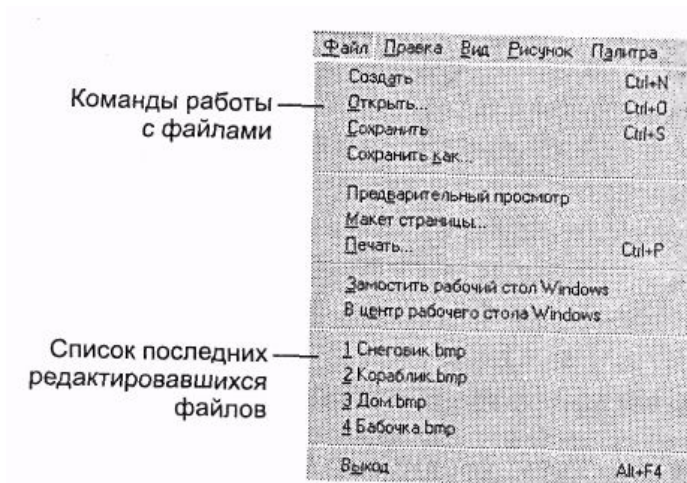 Файл Правка Вид Рисунок Палитра
Создать Ctrl+N
Открыть... Ctrl+O
Сохранить Ctrl+S
Сохранить как...
Предварительный просмотр
Макет страницы...
Печать... Ctrl+P
Замостить рабочий стол Windows
В центр рабочего стола Windows
1 Снеговик.bmp
2 Кораблик.bmp
3 Дом.bmp
4 Бабочка.bmp
Выход Alt+F4
Команды работы
с файлами
Список последних
редактировавшихся
файлов